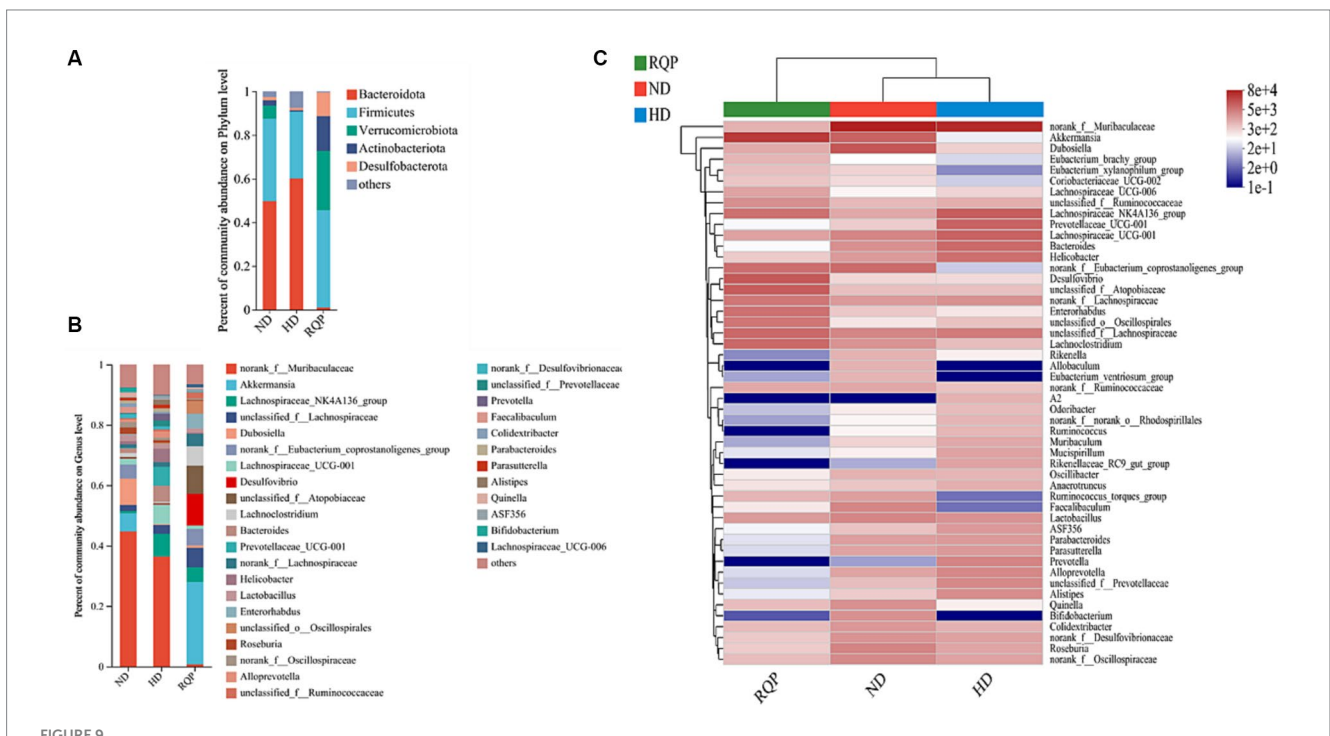 A
Percent of community abundance on Phylum level
1
0.8
0.6
0.4
0.2
0
ND
HD
RQP
Bacteroidota
Firmicutes
Verrucomicrobiota
Actinobacteriota
Desulfobacterota
others
B
Percent of community abundance on Genus level
1
0.8
0.6
0.4
0.2
0
ND
HD
RQP
norank_f__Muribaculaceae
Akkermansia
Lachnospiraceae_NK4A136_group
unclassified_f__Lachnospiraceae
Dubosiella
norank_f__Eubacterium_coprostanoligenes_group
Lachnospiraceae_UCG-001
Desulfovibrio
unclassified_f__Atopobiaceae
Lachnoclostridium
Bacteroides
Prevotellaceae_UCG-001
norank_f__Lachnospiraceae
Helicobacter
Lactobacillus
Enterorhabdus
unclassified_o__Oscillospirales
Roseburia
norank_f__Oscillospiraceae
Alloprevotella
unclassified_f__Ruminococcaceae
norank_f__Desulfovibrionaceae
unclassified_f__Prevotellaceae
Prevotella
Faecalibaculum
Colidextribacter
Parabacteroides
Parasutterella
Alistipes
Quinella
ASF356
Bifidobacterium
Lachnospiraceae_UCG-006
others
C
RQP
ND
HD
8e+4
5e+3
3e+2
2e+1
2e+0
1e-1
norank_f__Muribaculaceae
Akkermansia
Dubosiella
Eubacterium_brachy_group
Eubacterium_xylanophilum_group
Coriobacteriaceae_UCG-002
Lachnospiraceae_UCG-006
unclassified_f__Ruminococcaceae
Lachnospiraceae_NK4A136_group
Prevotellaceae_UCG-001
Lachnospiraceae_UCG-001
Bacteroides
Helicobacter
norank_f__Eubacterium_coprostanoligenes_group
Desulfovibrio
unclassified_f__Atopobiaceae
norank_f__Lachnospiraceae
Enterorhabdus
unclassified_o__Oscillospirales
unclassified_f__Lachnospiraceae
Lachnoclostridium
Rikenella
Allobaculum
Eubacterium_ventriosum_group
norank_f__Ruminococcaceae
A2
Odoribacter
norank_f__norank_o__Rhodospirillales
Ruminococcus
Muribaculum
Mucispirillum
Rikenellaceae_RC9_gut_group
Oscillibacter
Anaerotruncus
Ruminococcus_torques_group
Faecalibaculum
Lactobacillus
ASF356
Parabacteroides
Parasutterella
Prevotella
Alloprevotella
unclassified_f__Prevotellaceae
Alistipes
Quinella
Bifidobacterium
Colidextribacter
norank_f__Desulfovibrionaceae
Roseburia
norank_f__Oscillospiraceae
RQP
ND
HD
FIGURE 9